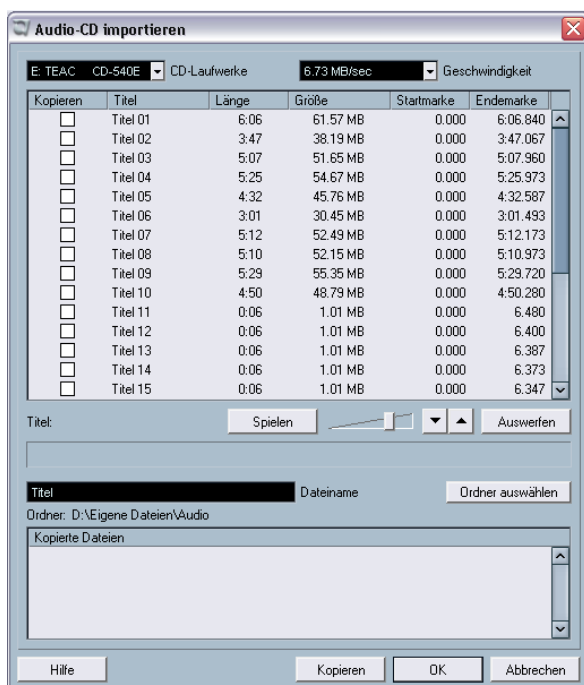 Audio-CD importieren
E: TEAC CD-540E CD-Laufwerke 6.73 MB/sec Geschwindigkeit
Kopieren Titel Länge Größe Startmarke Endemarke
Titel 01 6:06 61.57 MB 0.000 6:06.840
Titel 02 3:47 38.19 MB 0.000 3:47.067
Titel 03 5:07 51.65 MB 0.000 5:07.960
Titel 04 5:25 54.67 MB 0.000 5:25.973
Titel 05 4:32 45.76 MB 0.000 4:32.587
Titel 06 3:01 30.45 MB 0.000 3:01.493
Titel 07 5:12 52.49 MB 0.000 5:12.173
Titel 08 5:10 52.15 MB 0.000 5:10.973
Titel 09 5:29 55.35 MB 0.000 5:29.720
Titel 10 4:50 48.79 MB 0.000 4:50.280
Titel 11 0:06 1.01 MB 0.000 6.480
Titel 12 0:06 1.01 MB 0.000 6.400
Titel 13 0:06 1.01 MB 0.000 6.387
Titel 14 0:06 1.01 MB 0.000 6.373
Titel 15 0:06 1.01 MB 0.000 6.347
Titel: Spielen Auswerfen
Titel Dateiname Ordner auswählen
Ordner: D:\Eigene Dateien\Audio
Kopierte Dateien
Hilfe Kopieren OK Abbrechen